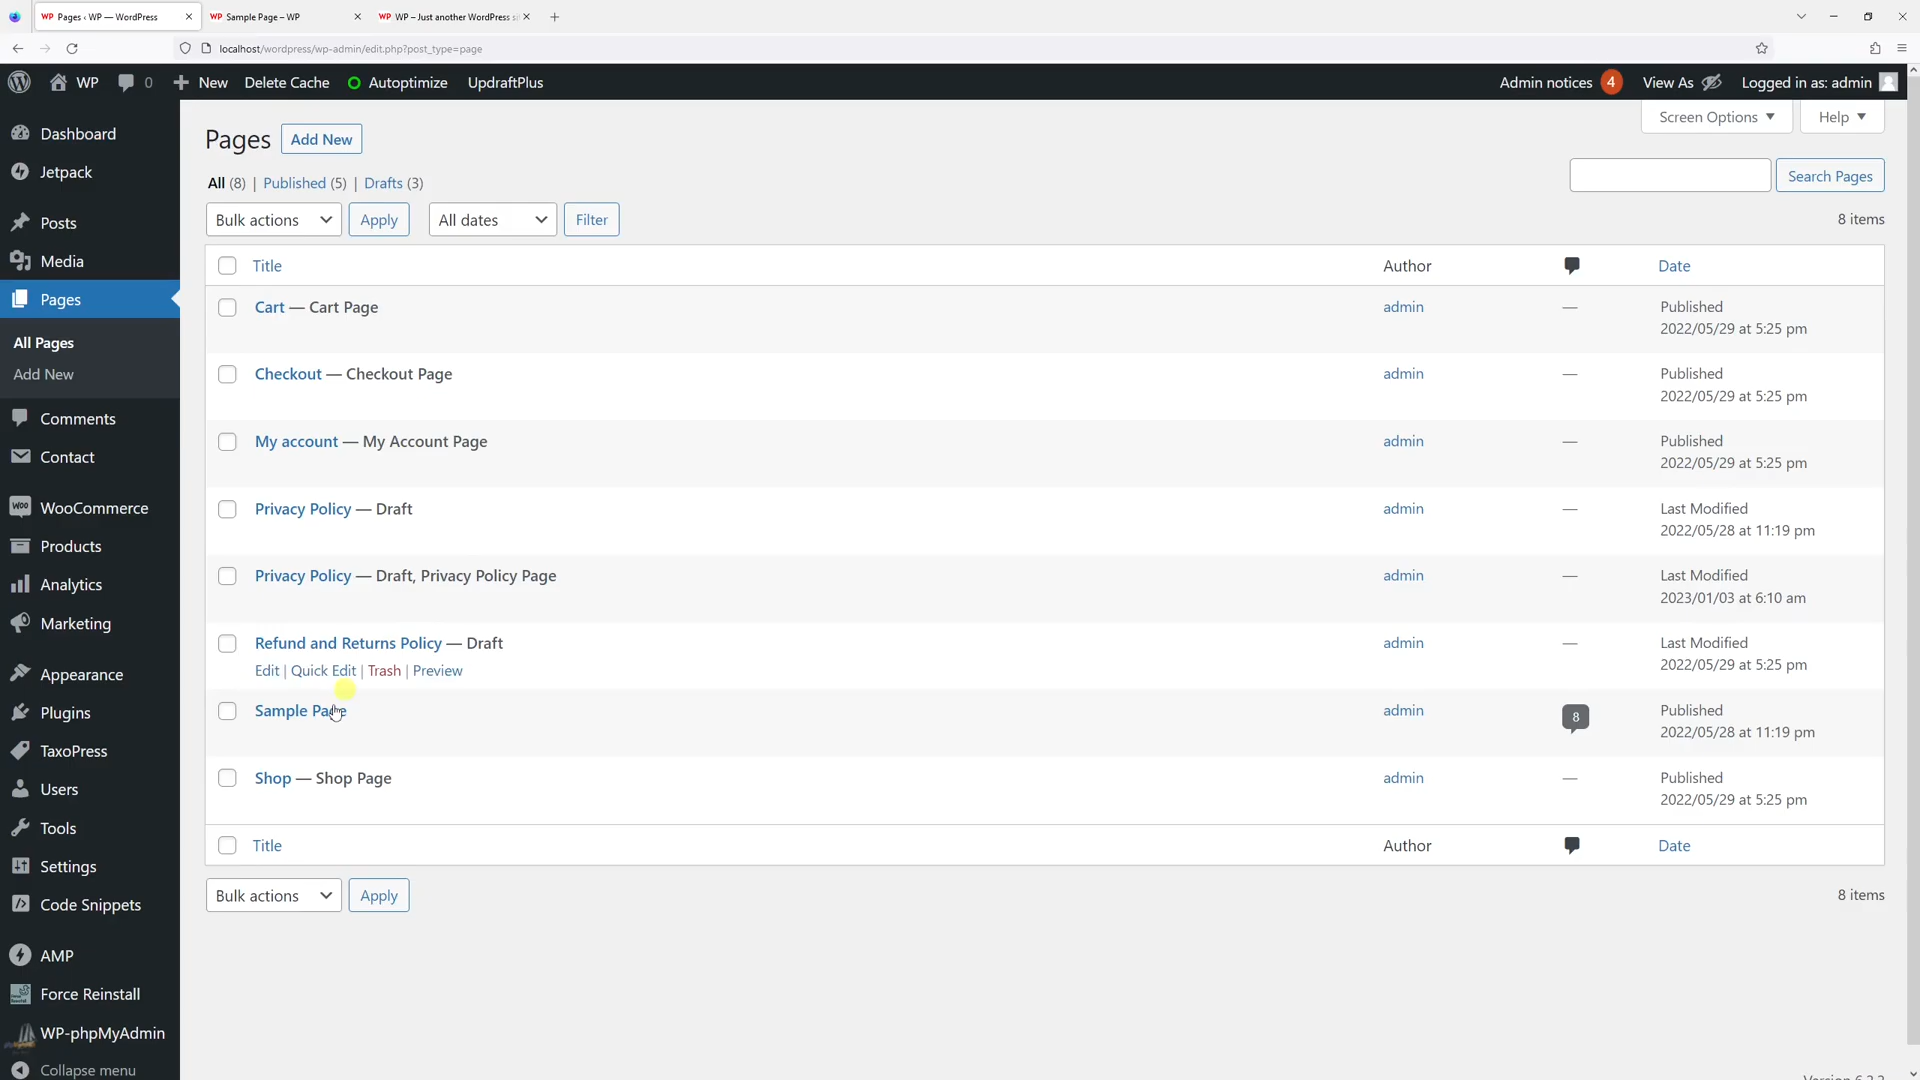 Pages ‹ WP — WordPress
Sample Page – WP
WP – Just another WordPress s
localhost/wordpress/wp-admin/edit.php?post_type=page
WP 0 New Delete Cache Autoptimize UpdraftPlus Admin notices 4 View As Logged in as: admin
Screen Options Help
Dashboard
Jetpack
Posts
Media
Pages
All Pages
Add New
Comments
Contact
WooCommerce
Products
Analytics
Marketing
Appearance
Plugins
TaxoPress
Users
Tools
Settings
Code Snippets
AMP
Force Reinstall
WP-phpMyAdmin
Collapse menu
Pages Add New
All (8) | Published (5) | Drafts (3)
Search Pages
Bulk actions Apply All dates Filter 8 items
Title Author Date
Cart — Cart Page admin — Published
2022/05/29 at 5:25 pm
Checkout — Checkout Page admin — Published
2022/05/29 at 5:25 pm
My account — My Account Page admin — Published
2022/05/29 at 5:25 pm
Privacy Policy — Draft admin — Last Modified
2022/05/28 at 11:19 pm
Privacy Policy — Draft, Privacy Policy Page admin — Last Modified
2023/01/03 at 6:10 am
Refund and Returns Policy — Draft admin — Last Modified
Edit | Quick Edit | Trash | Preview 2022/05/29 at 5:25 pm
Sample Page admin 8 Published
2022/05/28 at 11:19 pm
Shop — Shop Page admin — Published
2022/05/29 at 5:25 pm
Title Author Date
Bulk actions Apply 8 items